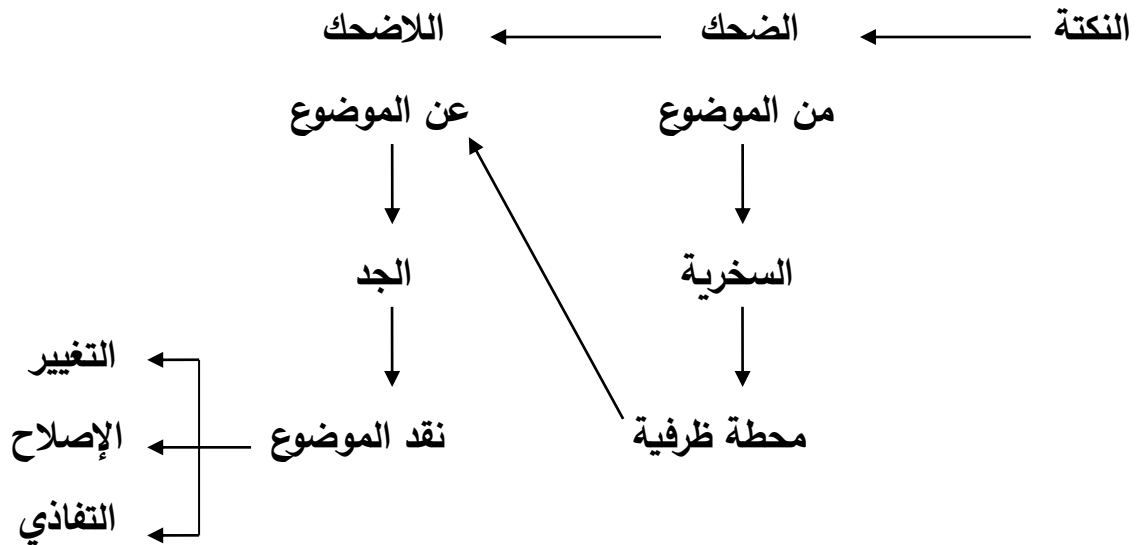 النكتة الضحك اللاضحك
من الموضوع عن الموضوع
السخرية الجد
التغيير
محطة ظرفية نقد الموضوع الإصلاح
التفاذي